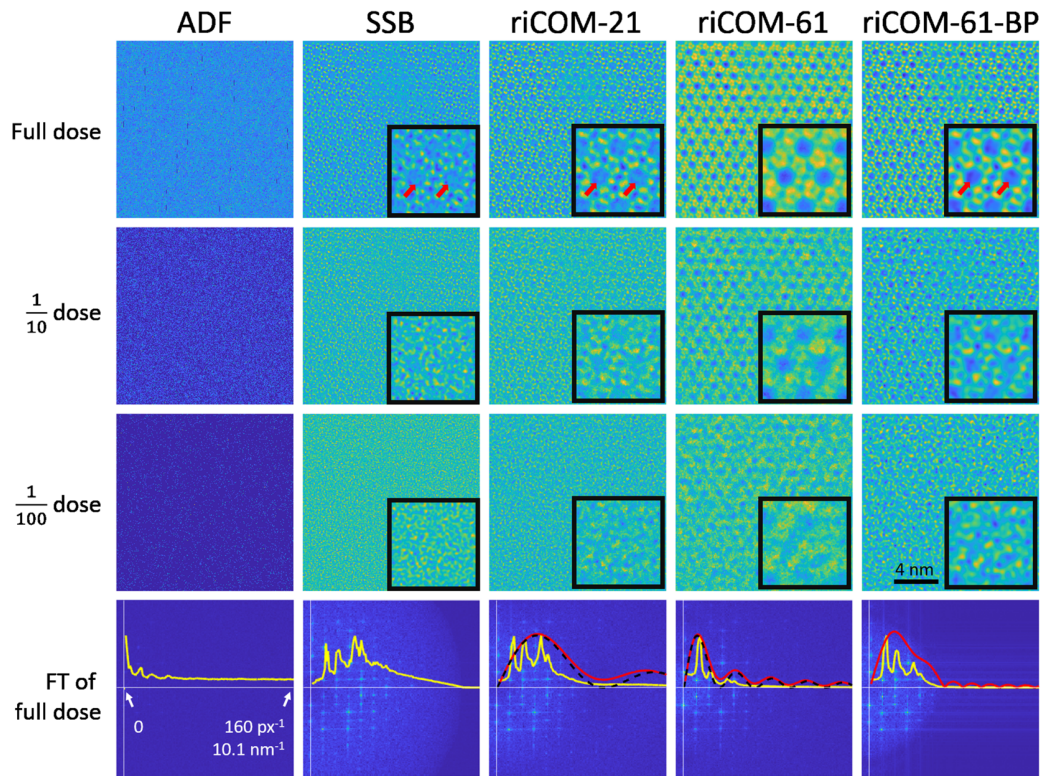 ADF SSB riCOM-21 riCOM-61 riCOM-61-BP
Full dose
1/10 dose
1/100 dose
4 nm
FT of
full dose
0 160 px⁻¹
10.1 nm⁻¹